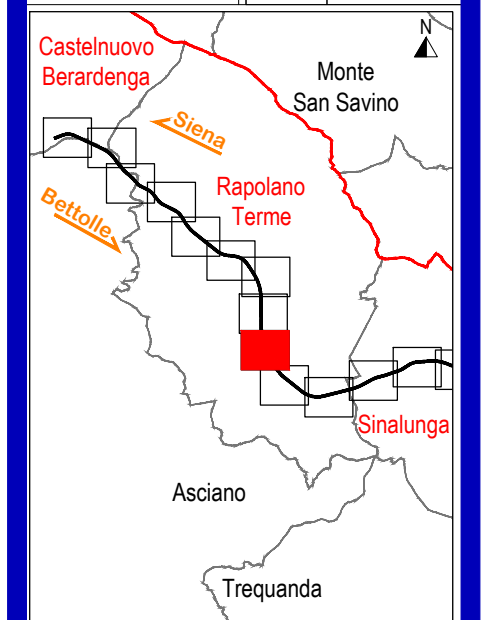 N
Castelnuovo
Berardenga
Monte
San Savino
Siena
Rapolano
Terme
Bettolle
Sinalunga
Asciano
Trequanda